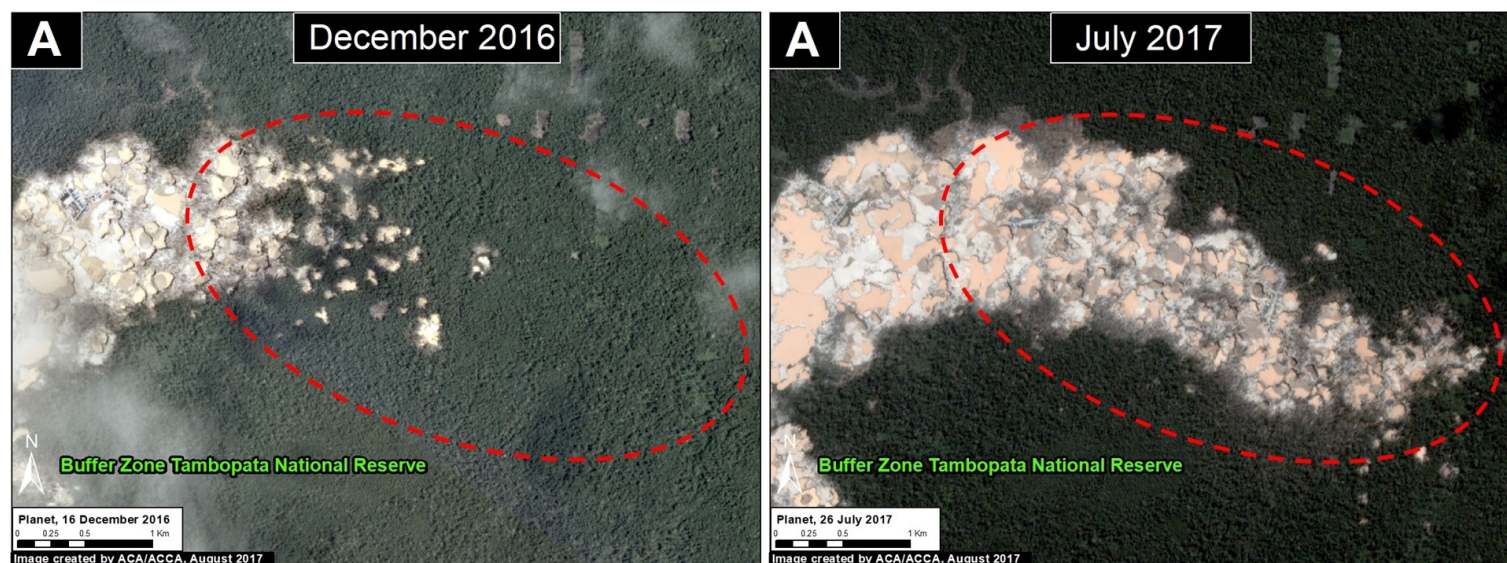 A
December 2016
N
Buffer Zone Tambopata National Reserve
Planet, 16 December 2016
0 0.25 0.5 1 Km
Image created by ACA/ACCA, August 2017
A
July 2017
N
Buffer Zone Tambopata National Reserve
Planet, 26 July 2017
0 0.25 0.5 1 Km
Image created by ACA/ACCA, August 2017